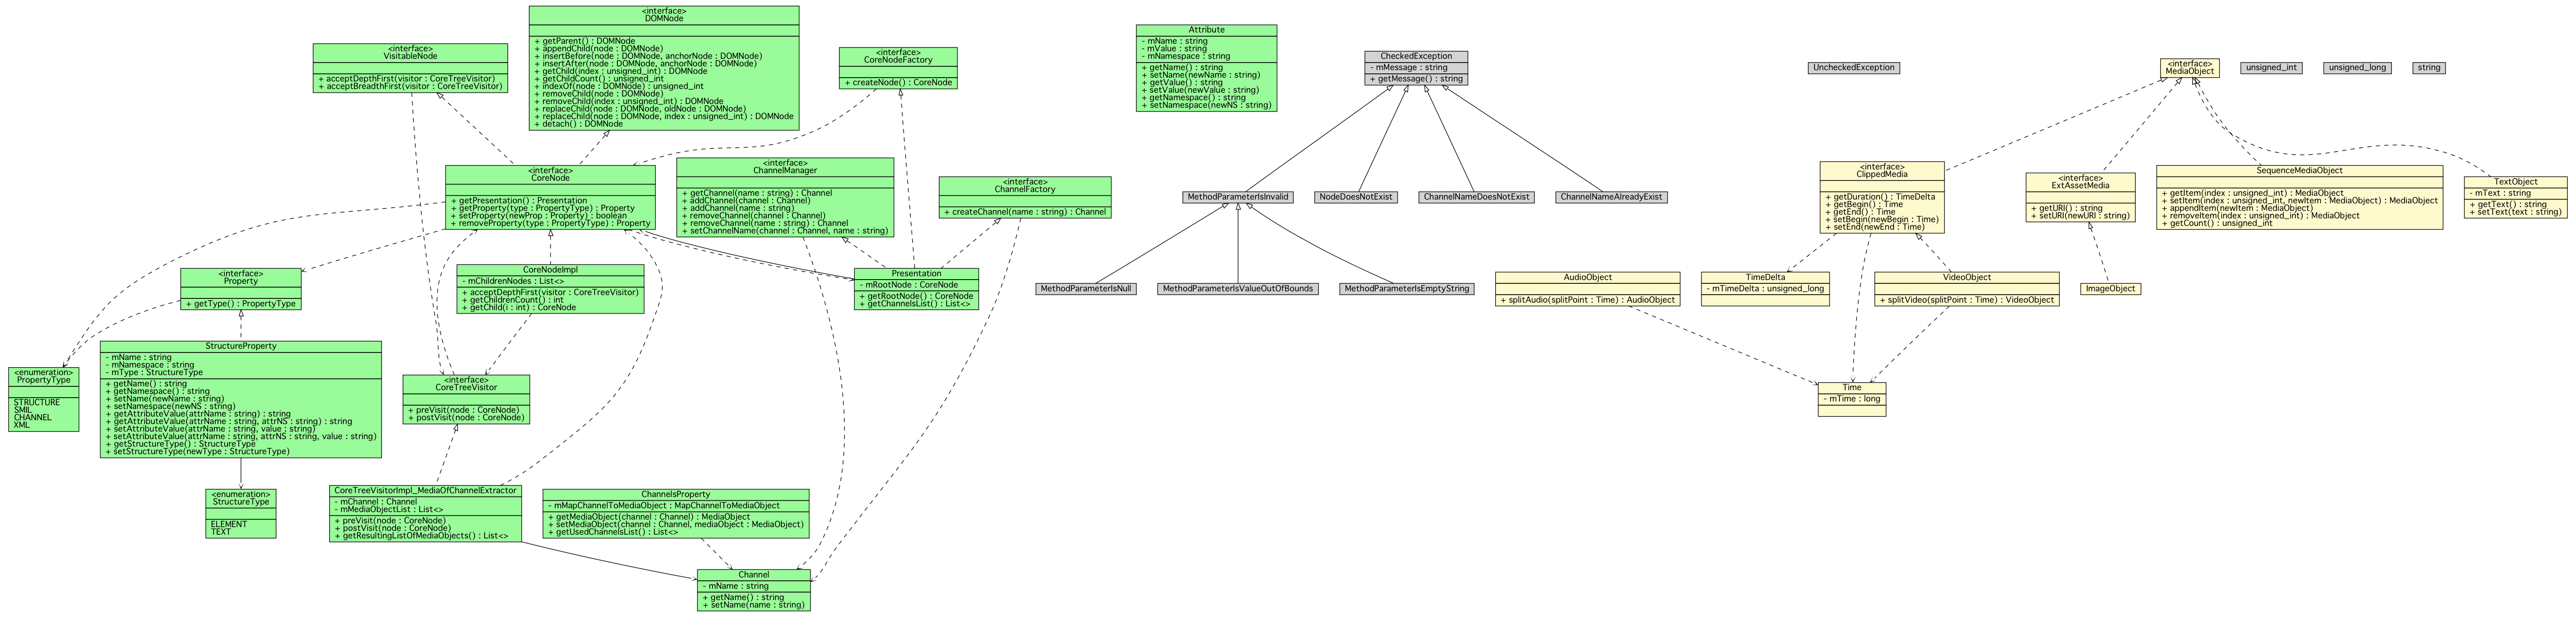 <interface>
DOMNode
+ getParent() : DOMNode
+ appendChild(node : DOMNode)
+ insertBefore(node : DOMNode, anchorNode : DOMNode)
+ insertAfter(node : DOMNode, anchorNode : DOMNode)
+ getChild(index : unsigned_int) : DOMNode
+ getChildCount() : unsigned_int
+ indexOf(node : DOMNode) : unsigned_int
+ removeChild(node : DOMNode)
+ removeChild(index : unsigned_int) : DOMNode
+ replaceChild(node : DOMNode, oldNode : DOMNode)
+ replaceChild(node : DOMNode, index : unsigned_int) : DOMNode
+ detach() : DOMNode
<interface>
VisitableNode
+ acceptDepthFirst(visitor : CoreTreeVisitor)
+ acceptBreadthFirst(visitor : CoreTreeVisitor)
<interface>
CoreNodeFactory
+ createNode() : CoreNode
Attribute
- mName : string
- mValue : string
- mNamespace : string
+ getName() : string
+ setName(newName : string)
+ getValue() : string
+ setValue(newValue : string)
+ getNamespace() : string
+ setNamespace(newNS : string)
CheckedException
- mMessage : string
+ getMessage() : string
UncheckedException
<interface>
MediaObject
unsigned_int
unsigned_long
string
<interface>
CoreNode
+ getPresentation() : Presentation
+ getProperty(type : PropertyType) : Property
+ setProperty(newProp : Property) : boolean
+ removeProperty(type : PropertyType) : Property
<interface>
ChannelManager
+ getChannel(name : string) : Channel
+ addChannel(channel : Channel)
+ addChannel(name : string)
+ removeChannel(channel : Channel)
+ removeChannel(name : string) : Channel
+ setChannelName(channel : Channel, name : string)
<interface>
ChannelFactory
+ createChannel(name : string) : Channel
MethodParameterIsInvalid
NodeDoesNotExist
ChannelNameDoesNotExist
ChannelNameAlreadyExist
<interface>
ClippedMedia
+ getDuration() : TimeDelta
+ getBegin() : Time
+ getEnd() : Time
+ setBegin(newBegin : Time)
+ setEnd(newEnd : Time)
<interface>
ExtAssetMedia
+ getURI() : string
+ setURI(newURI : string)
SequenceMediaObject
+ getItem(index : unsigned_int) : MediaObject
+ setItem(index : unsigned_int, newItem : MediaObject) : MediaObject
+ appendItem(newItem : MediaObject)
+ removeItem(index : unsigned_int) : MediaObject
+ getCount() : unsigned_int
TextObject
- mText : string
+ getText() : string
+ setText(text : string)
<interface>
Property
+ getType() : PropertyType
CoreNodeImpl
- mChildrenNodes : List<>
+ acceptDepthFirst(visitor : CoreTreeVisitor)
+ getChildrenCount() : int
+ getChild(i : int) : CoreNode
Presentation
- mRootNode : CoreNode
+ getRootNode() : CoreNode
+ getChannelsList() : List<>
MethodParameterIsNull
MethodParameterIsValueOutOfBounds
MethodParameterIsEmptyString
AudioObject
+ splitAudio(splitPoint : Time) : AudioObject
TimeDelta
- mTimeDelta : unsigned_long
VideoObject
+ splitVideo(splitPoint : Time) : VideoObject
ImageObject
<enumeration>
PropertyType
STRUCTURE
SMIL
CHANNEL
XML
StructureProperty
- mName : string
- mNamespace : string
- mType : StructureType
+ getName() : string
+ getNamespace() : string
+ setName(newName : string)
+ setNamespace(newNS : string)
+ getAttributeValue(attrName : string) : string
+ getAttributeValue(attrName : string, attrNS : string) : string
+ setAttributeValue(attrName : string, value : string)
+ setAttributeValue(attrName : string, attrNS : string, value : string)
+ getStructureType() : StructureType
+ setStructureType(newType : StructureType)
<interface>
CoreTreeVisitor
+ preVisit(node : CoreNode)
+ postVisit(node : CoreNode)
Time
- mTime : long
<enumeration>
StructureType
ELEMENT
TEXT
CoreTreeVisitorImpl_MediaOfChannelExtractor
- mChannel : Channel
- mMediaObjectList : List<>
+ preVisit(node : CoreNode)
+ postVisit(node : CoreNode)
+ getResultingListOfMediaObjects() : List<>
ChannelsProperty
- mMapChannelToMediaObject : MapChannelToMediaObject
+ getMediaObject(channel : Channel) : MediaObject
+ setMediaObject(channel : Channel, mediaObject : MediaObject)
+ getUsedChannelsList() : List<>
Channel
- mName : string
+ getName() : string
+ setName(name : string)